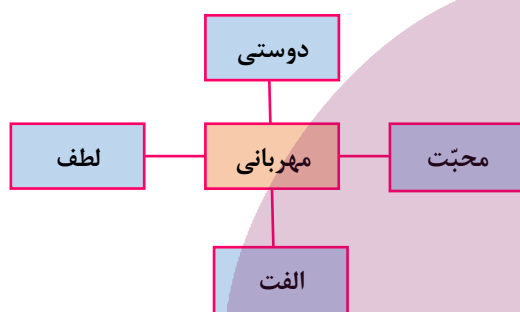 دوستی
محبّت
مهربانی
لطف
الفت